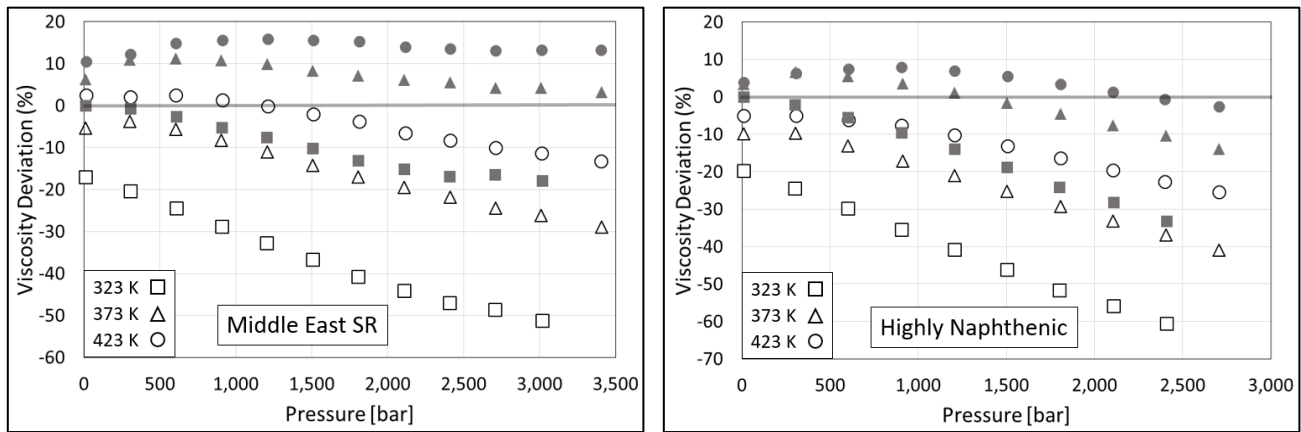 20
10
0
-10
-20
-30
-40
-50
-60
Viscosity Deviation (%)
323 K
373 K
423 K
Middle East SR
0
500
1,000
1,500
2,000
2,500
3,000
3,500
Pressure [bar]
20
10
0
-10
-20
-30
-40
-50
-60
-70
Viscosity Deviation (%)
323 K
373 K
423 K
Highly Naphthenic
0
500
1,000
1,500
2,000
2,500
3,000
Pressure [bar]